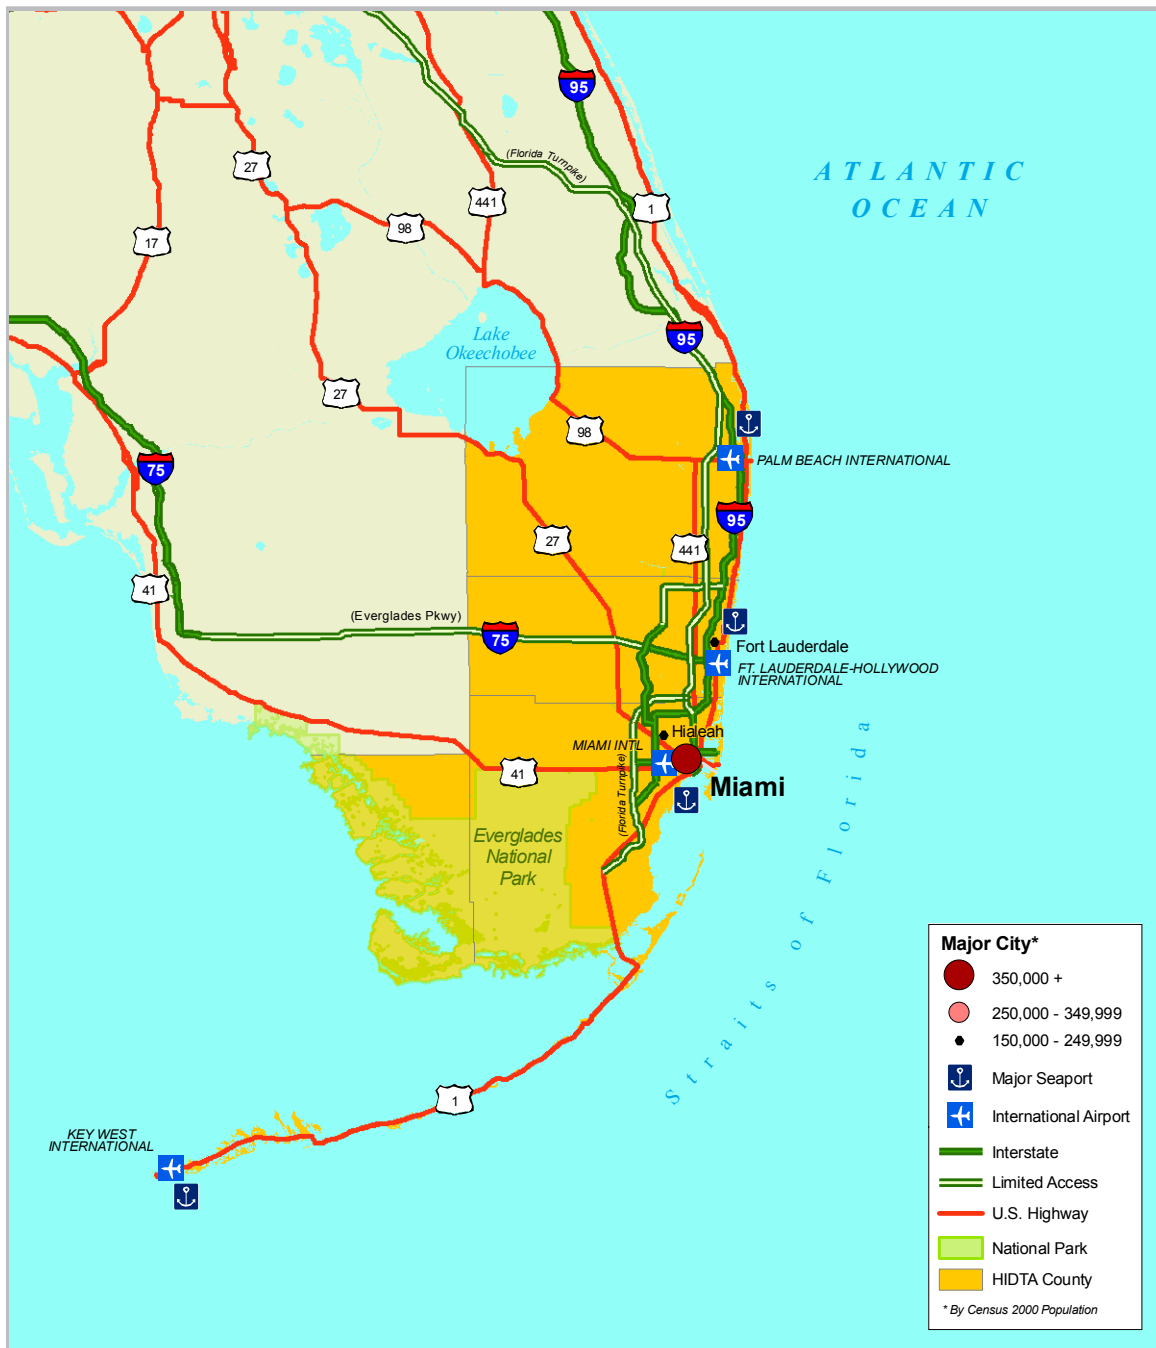 95
(Florida Turnpike)
27
ATLANTIC
OCEAN
441
1
98
17
95
Lake
Okeechobee
27
98
PALM BEACH INTERNATIONAL
75
95
27
441
41
(Everglades Pkwy)
75
Fort Lauderdale
FT. LAUDERDALE-HOLLYWOOD
INTERNATIONAL
Hialeah
MIAMI INTL
41
(Florida Turnpike)
Miami
Everglades
National
Park
Straits of Florida
1
KEY WEST
INTERNATIONAL
Major City*
350,000 +
250,000 - 349,999
150,000 - 249,999
Major Seaport
International Airport
Interstate
Limited Access
U.S. Highway
National Park
HIDTA County
* By Census 2000 Population